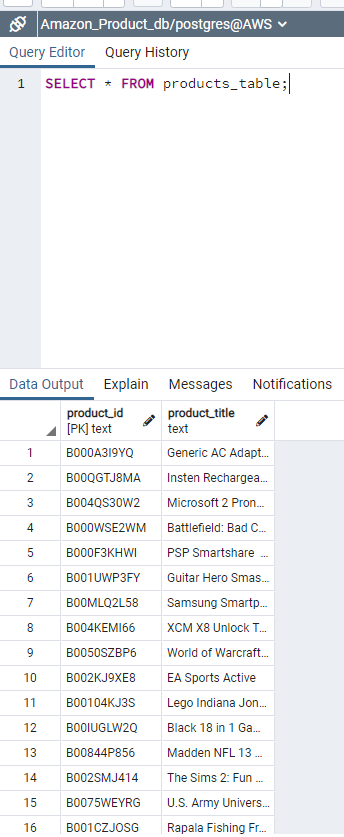 Amazon_Product_db/postgres@AWS
Query Editor Query History
1 SELECT * FROM products_table;
Data Output Explain Messages Notifications
product_id product_title
[PK] text text
1 B000A3I9YQ Generic AC Adapt...
2 B00QGTJ8MA Insten Rechargea...
3 B004QS30W2 Microsoft 2 Pron...
4 B000WSE2WM Battlefield: Bad C...
5 B000F3KHWI PSP Smartshare ...
6 B001UWP3FY Guitar Hero Smas...
7 B00MLQ2L58 Samsung Smartp...
8 B004KEMI66 XCM X8 Unlock T...
9 B0050SZBP6 World of Warcraft...
10 B002KJ9XE8 EA Sports Active
11 B00104KJ3S Lego Indiana Jon...
12 B00IUGLW2Q Black 18 in 1 Ga...
13 B00844P856 Madden NFL 13 ...
14 B002SMJ414 The Sims 2: Fun ...
15 B0075WEYRG U.S. Army Univers...
16 B001CZJOSG Rapala Fishing Fr...